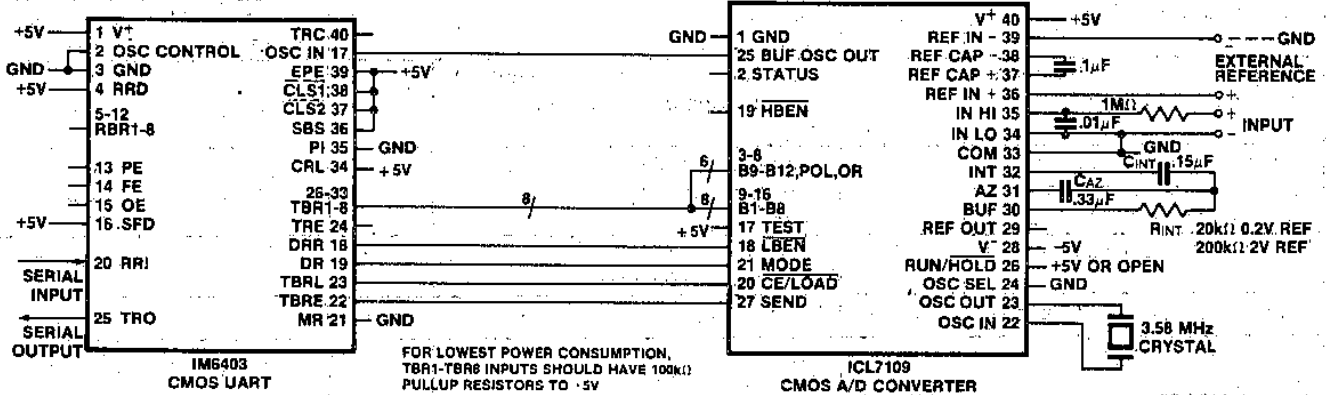 +5V 1 V+
2 OSC CONTROL
GND 3 GND
+5V 4 RRD
5-12
RBR1-8
13 PE
14 FE
15 OE
+5V 16 SFD
20 RRI
SERIAL
INPUT
25 TRO
SERIAL
OUTPUT
TRC 40
OSC IN 17
EPE 39 +5V
CLS1 38
CLS2 37
SBS 36
PI 35 GND
CRL 34 +5V
26-33
TBR1-8 8
TRE 24
DRR 18
DR 19
TBRL 23
TBRE 22
MR 21 GND
IM6403
CMOS UART
FOR LOWEST POWER CONSUMPTION,
TBR1-TBR8 INPUTS SHOULD HAVE 100kΩ
PULLUP RESISTORS TO +5V
GND 1 GND
25 BUF OSC OUT
2 STATUS
19 HBEN
6 3-8
B9-B12,POL,OR
8 9-16
B1-B8
+5V 17 TEST
18 LBEN
21 MODE
20 CE/LOAD
27 SEND
V+ 40 +5V
REF IN - 39 GND
REF CAP - 38
REF CAP + 37 .1µF
EXTERNAL
REFERENCE
REF IN + 36 +
IN HI 35 1MΩ +
.01µF INPUT
IN LO 34 -
COM 33 GND
INT 32 CINT .15µF
AZ 31 CAZ
.33µF
BUF 30
REF OUT 29 RINT 20kΩ 0.2V REF
200kΩ 2V REF
V- 28 -5V
RUN/HOLD 26 +5V OR OPEN
OSC SEL 24 GND
OSC OUT 23
OSC IN 22
3.58 MHz
CRYSTAL
ICL7109
CMOS A/D CONVERTER